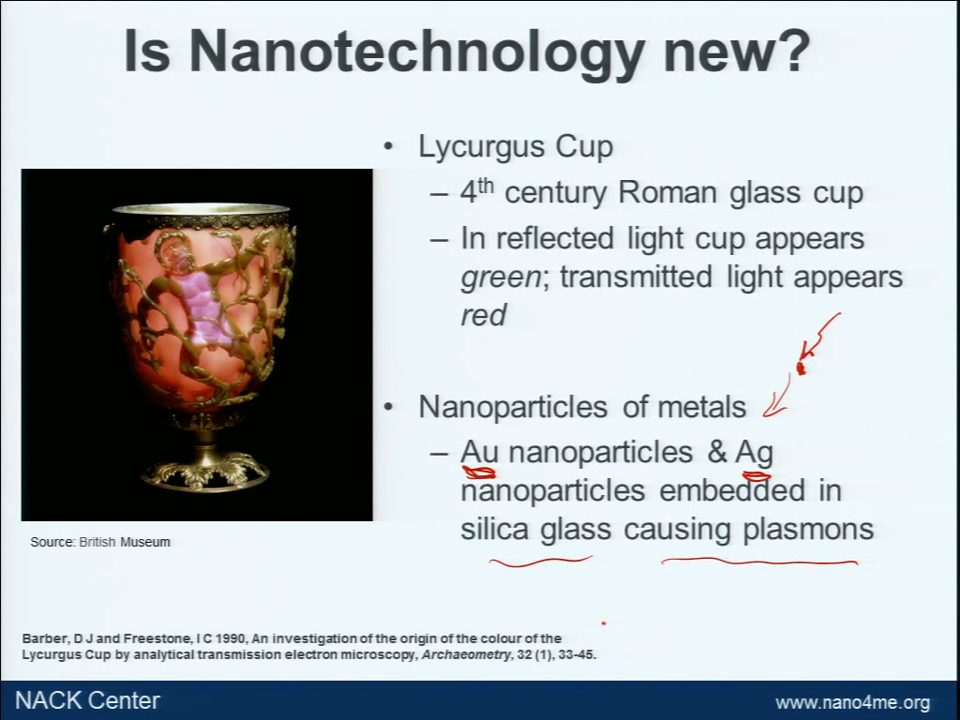 Is Nanotechnology new?
• Lycurgus Cup
– 4th century Roman glass cup
– In reflected light cup appears
green; transmitted light appears
red
• Nanoparticles of metals
– Au nanoparticles & Ag
nanoparticles embedded in
silica glass causing plasmons
Source: British Museum
Barber, D J and Freestone, I C 1990, An investigation of the origin of the colour of the
Lycurgus Cup by analytical transmission electron microscopy, Archaeometry, 32 (1), 33-45.
NACK Center
www.nano4me.org